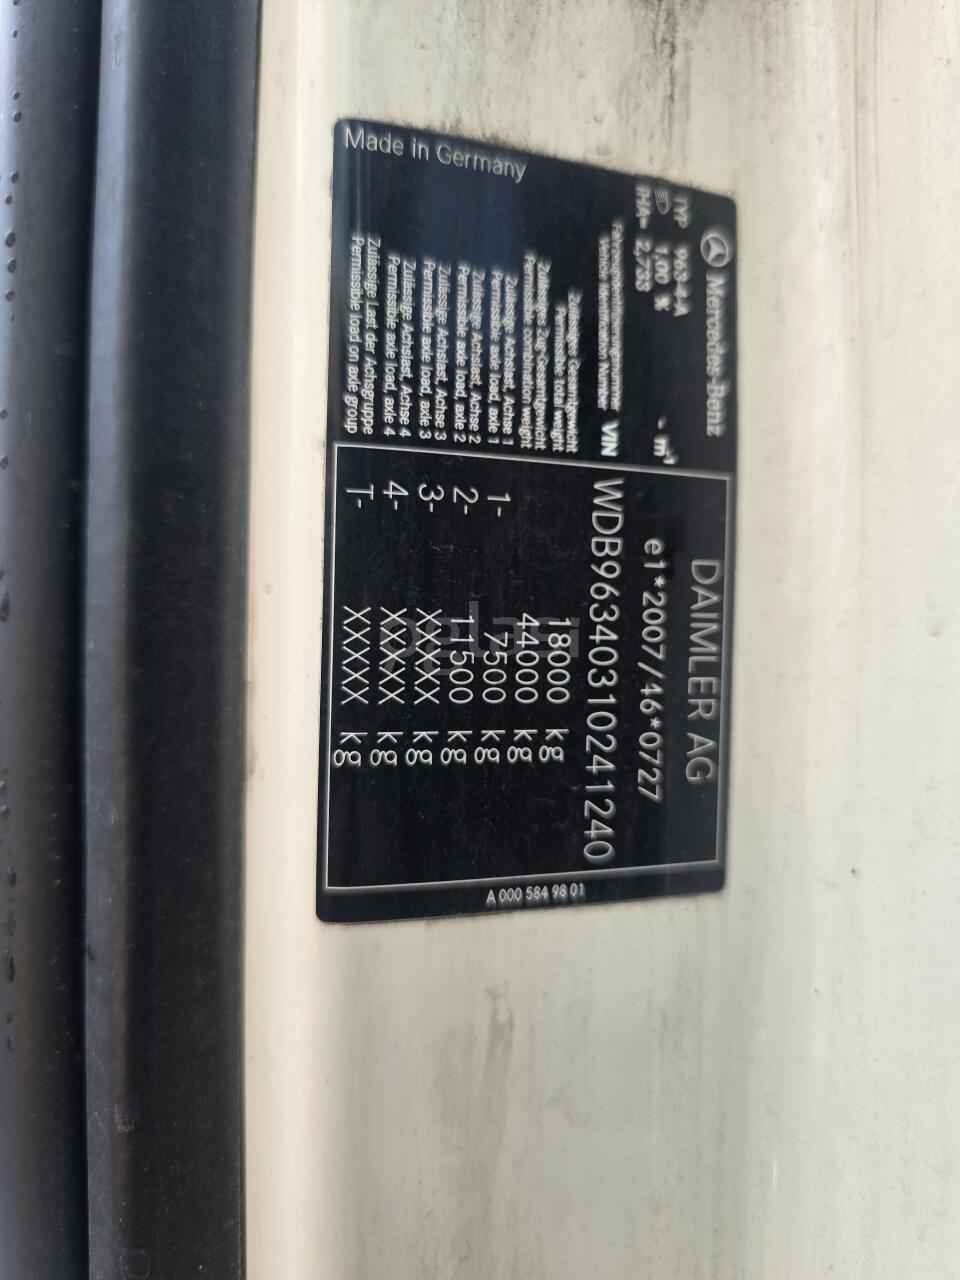 Mercedes-Benz
DAIMLER AG
TYP 963-4-A
- m⁻¹
e1*2007/46*0727
1,00 %
iHA= 2,733
Fahrzeugidentifizierungsnummer
Vehicle Identification Number
VIN
WDB96340310241240
Zulässiges Gesamtgewicht
Permissible total weight
18000 kg
Zulässiges Zug-Gesamtgewicht
Permissible combination weight
44000 kg
Zulässige Achslast, Achse 1
Permissible axle load, axle 1
1- 7500 kg
Zulässige Achslast, Achse 2
Permissible axle load, axle 2
2- 11500 kg
Zulässige Achslast, Achse 3
Permissible axle load, axle 3
3- XXXXX kg
Zulässige Achslast, Achse 4
Permissible axle load, axle 4
4- XXXXX kg
Zulässige Last der Achsgruppe
Permissible load on axle group
T- XXXXX kg
Made in Germany
A 000 584 98 01